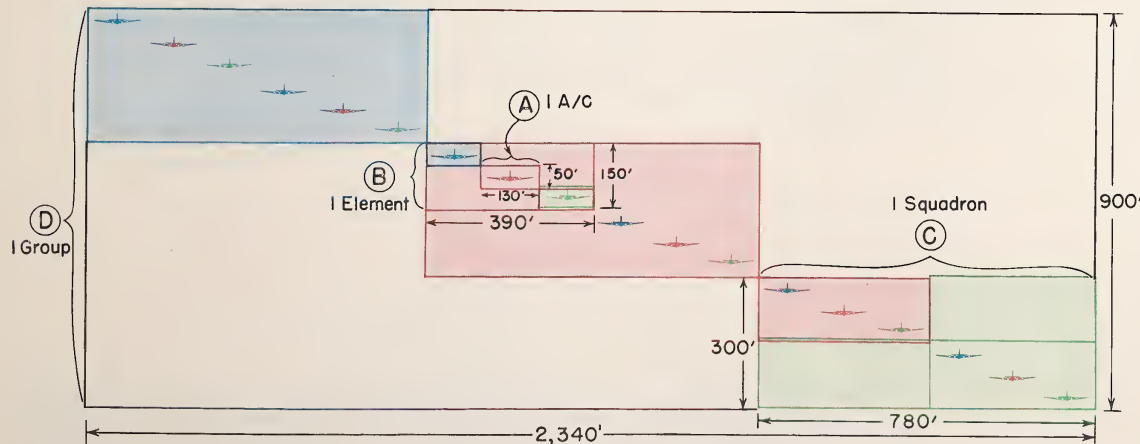 A 1 A/C
B
1 Element
50'
150'
130'
390'
D
1 Group
1 Squadron
C
900'
300'
780'
2,340'